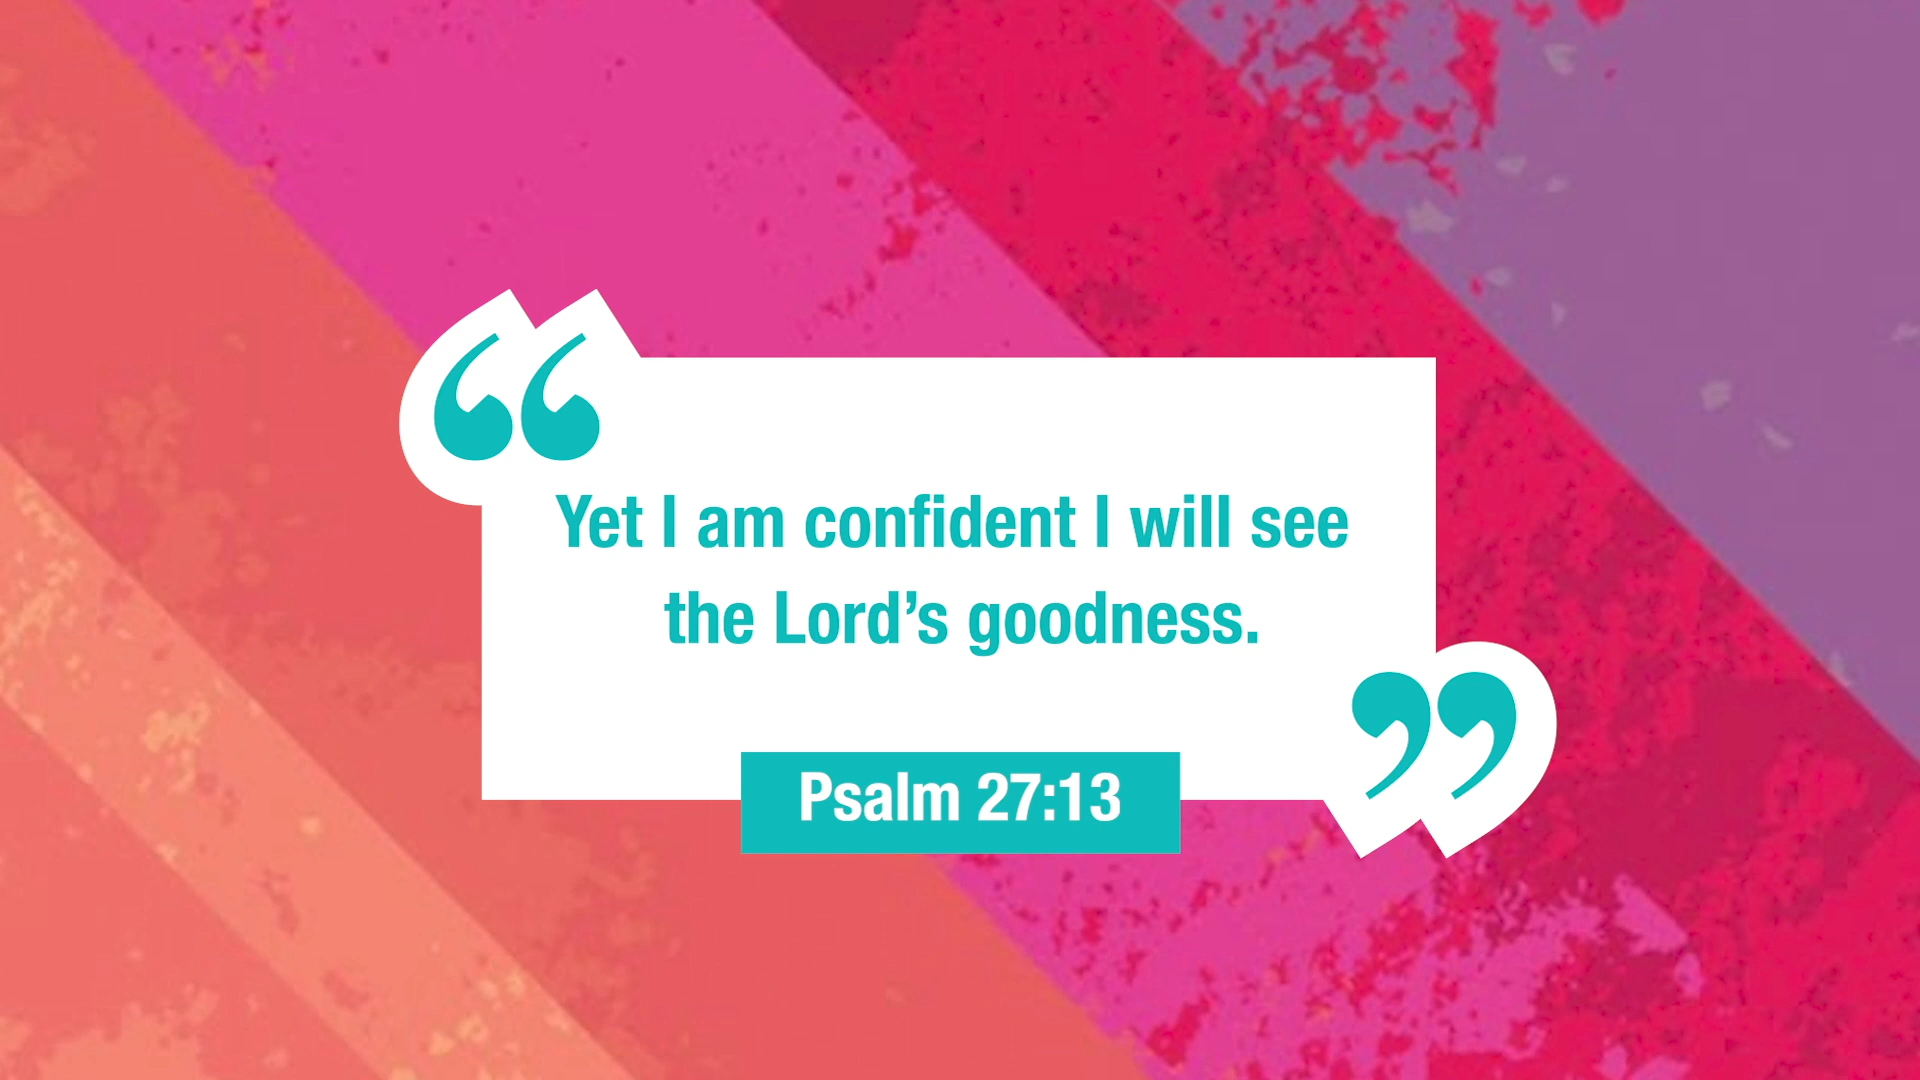 “
Yet I am confident I will see
the Lord’s goodness.
”
Psalm 27:13